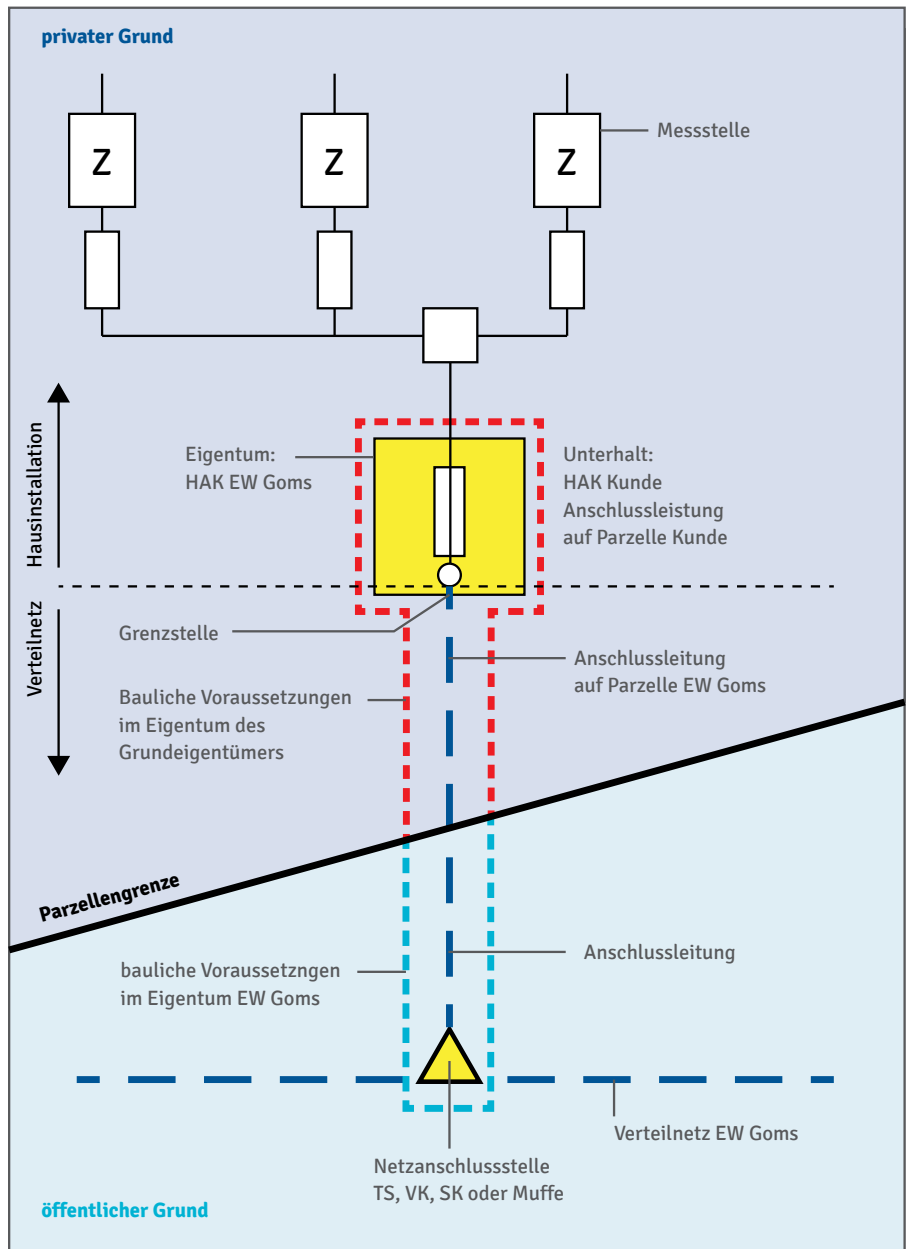 privater Grund
Z
Z
Z
Messstelle
Hausinstallation
Verteilnetz
Eigentum:
HAK EW Goms
Unterhalt:
HAK Kunde
Anschlussleistung
auf Parzelle Kunde
Grenzstelle
Anschlussleitung
auf Parzelle EW Goms
Bauliche Voraussetzungen
im Eigentum des
Grundeigentümers
Parzellengrenze
bauliche Voraussetzngen
im Eigentum EW Goms
Anschlussleitung
Verteilnetz EW Goms
Netzanschlussstelle
TS, VK, SK oder Muffe
öffentlicher Grund